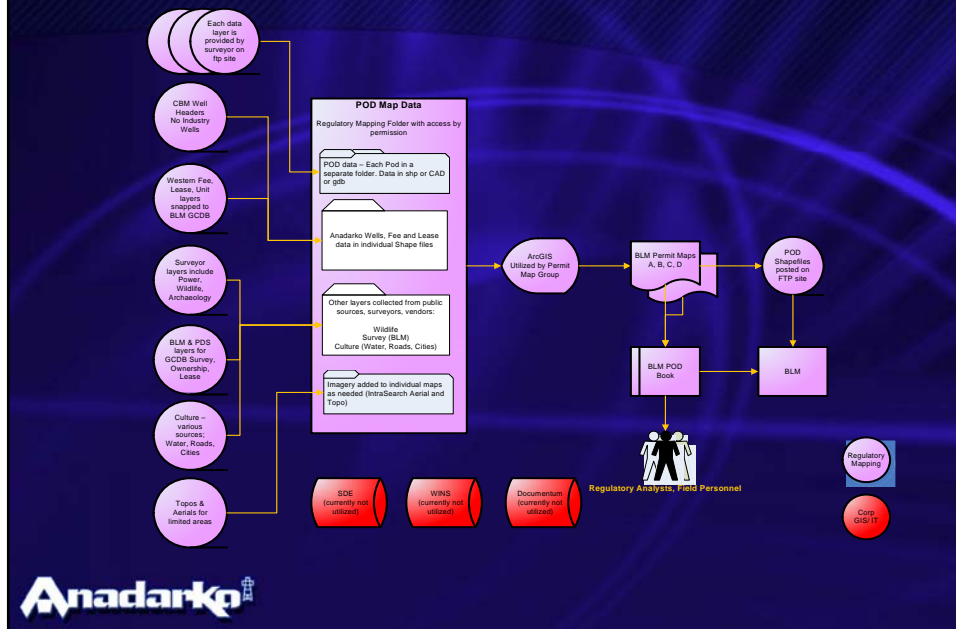 Each data
layer is
provided by
surveyor on
ftp site
CBM Well
Headers
No Industry
Wells
Western Fee,
Lease, Unit
layers
snapped to
BLM GCDB
Surveyor
layers include
Power,
Wildlife,
Archaeology
BLM & PDS
layers for
GCDB Survey,
Ownership,
Lease
Culture –
various
sources;
Water, Roads,
Cities
Topos &
Aerials for
limited areas
POD Map Data
Regulatory Mapping Folder with access by
permission
POD data – Each Pod in a
separate folder. Data in shp or CAD
or gdb
Anadarko Wells, Fee and Lease
data in individual Shape files
Other layers collected from public
sources, surveyors, vendors:
Wildlife
Survey (BLM)
Culture (Water, Roads, Cities)
Imagery added to individual maps
as needed (IntraSearch Aerial and
Topo)
ArcGIS
Utilized by Permit
Map Group
BLM Permit Maps
A, B, C, D
POD
Shapefiles
posted on
FTP site
BLM POD
Book
BLM
Regulatory Analysts, Field Personnel
SDE
(currently not
utilized)
WINS
(currently not
utilized)
Documentum
(currently not
utilized)
Regulatory
Mapping
Corp
GIS/ IT
Anadarko